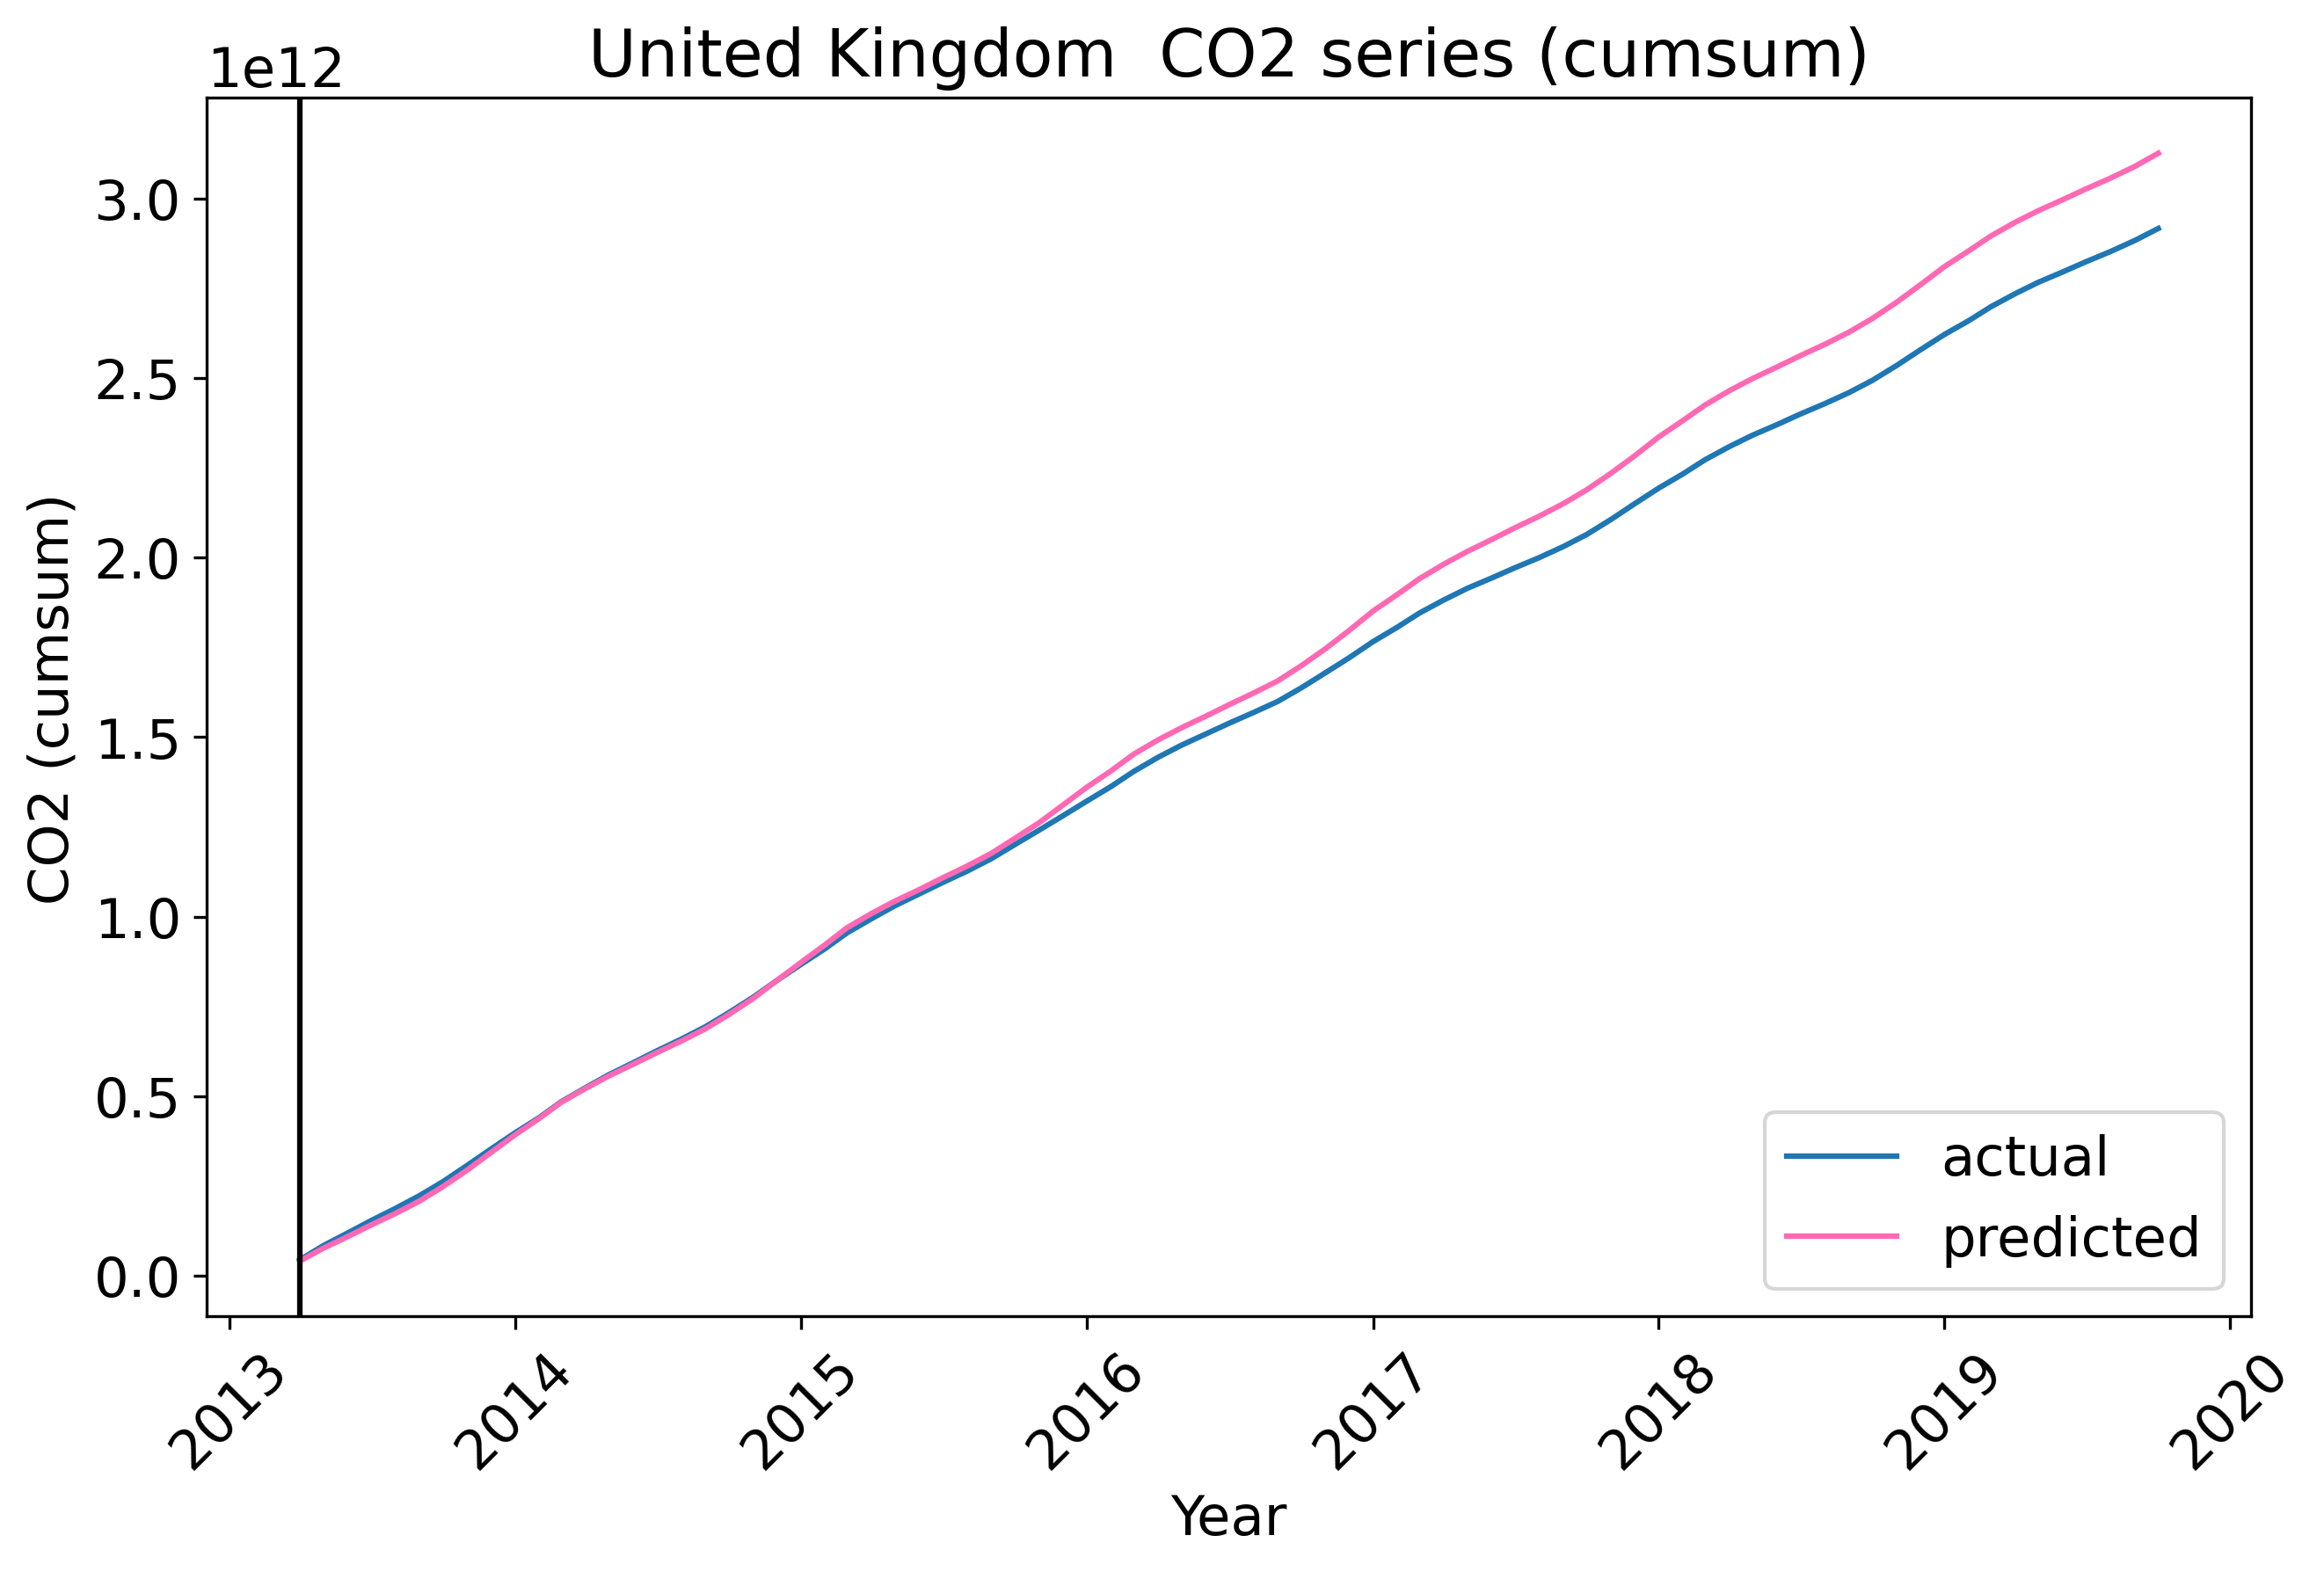 United Kingdom  CO2 series (cumsum)
1e12
3.0
2.5
2.0
1.5
1.0
0.5
0.0
CO2 (cumsum)
actual
predicted
2013 2014 2015 2016 2017 2018 2019 2020
Year